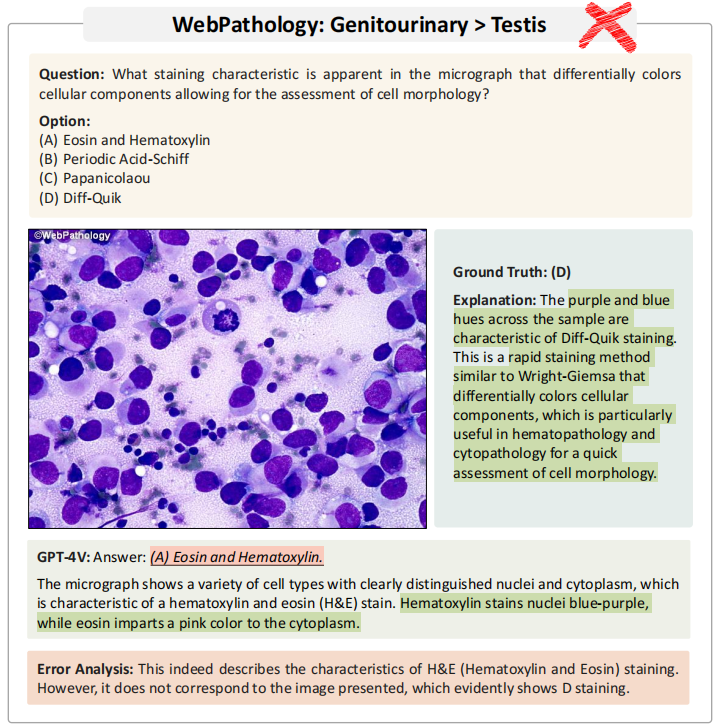 WebPathology: Genitourinary > Testis
Question: What staining characteristic is apparent in the micrograph that differentially colors
cellular components allowing for the assessment of cell morphology?
Option:
(A) Eosin and Hematoxylin
(B) Periodic Acid-Schiff
(C) Papanicolaou
(D) Diff-Quik
©WebPathology
Ground Truth: (D)
Explanation: The purple and blue
hues across the sample are
characteristic of Diff-Quik staining.
This is a rapid staining method
similar to Wright-Giemsa that
differentially colors cellular
components, which is particularly
useful in hematopathology and
cytopathology for a quick
assessment of cell morphology.
GPT-4V: Answer: (A) Eosin and Hematoxylin.
The micrograph shows a variety of cell types with clearly distinguished nuclei and cytoplasm, which
is characteristic of a hematoxylin and eosin (H&E) stain. Hematoxylin stains nuclei blue-purple,
while eosin imparts a pink color to the cytoplasm.
Error Analysis: This indeed describes the characteristics of H&E (Hematoxylin and Eosin) staining.
However, it does not correspond to the image presented, which evidently shows D staining.